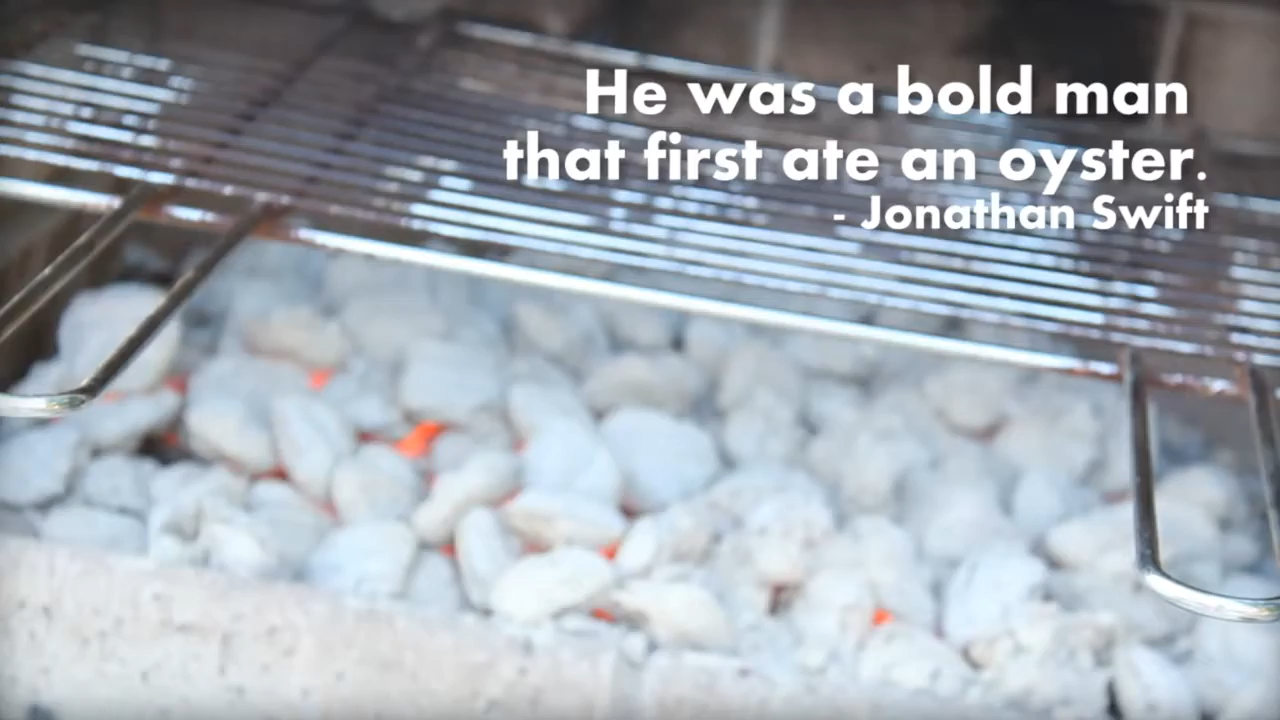 He was a bold man
that first ate an oyster.
- Jonathan Swift